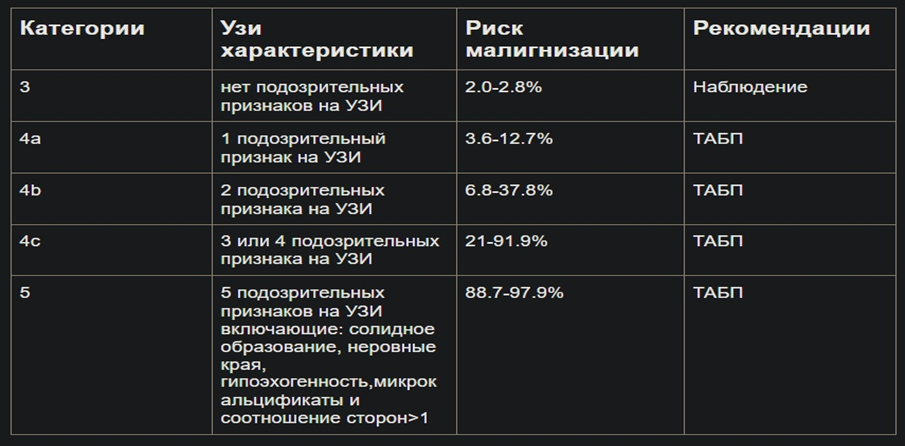 Категории
Узи
характеристики
Риск
малигнизации
Рекомендации
3
нет подозрительных
признаков на УЗИ
2.0-2.8%
Наблюдение
4a
1 подозрительный
признак на УЗИ
3.6-12.7%
ТАБП
4b
2 подозрительных
признака на УЗИ
6.8-37.8%
ТАБП
4c
3 или 4 подозрительных
признака на УЗИ
21-91.9%
ТАБП
5
5 подозрительных
признаков на УЗИ
включающие: солидное
образование, неровные
края,
гипоэхогенность,микрок
альцификаты и
соотношение сторон>1
88.7-97.9%
ТАБП